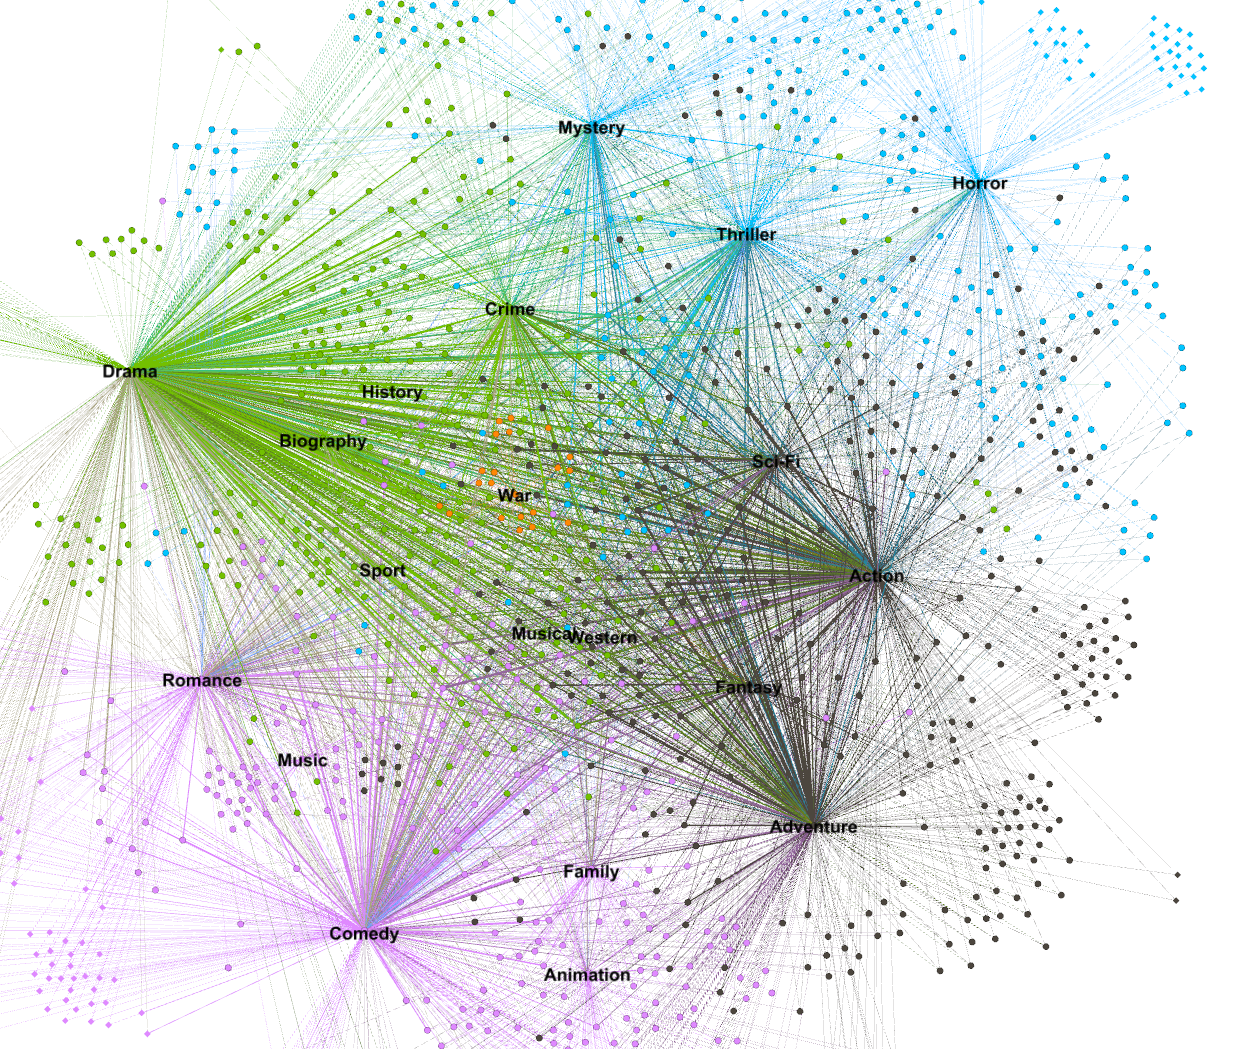 Mystery
Horror
Thriller
Crime
Drama
History
Biography
Sci-Fi
War
Sport
Action
Musical
Western
Romance
Fantasy
Music
Adventure
Family
Comedy
Animation